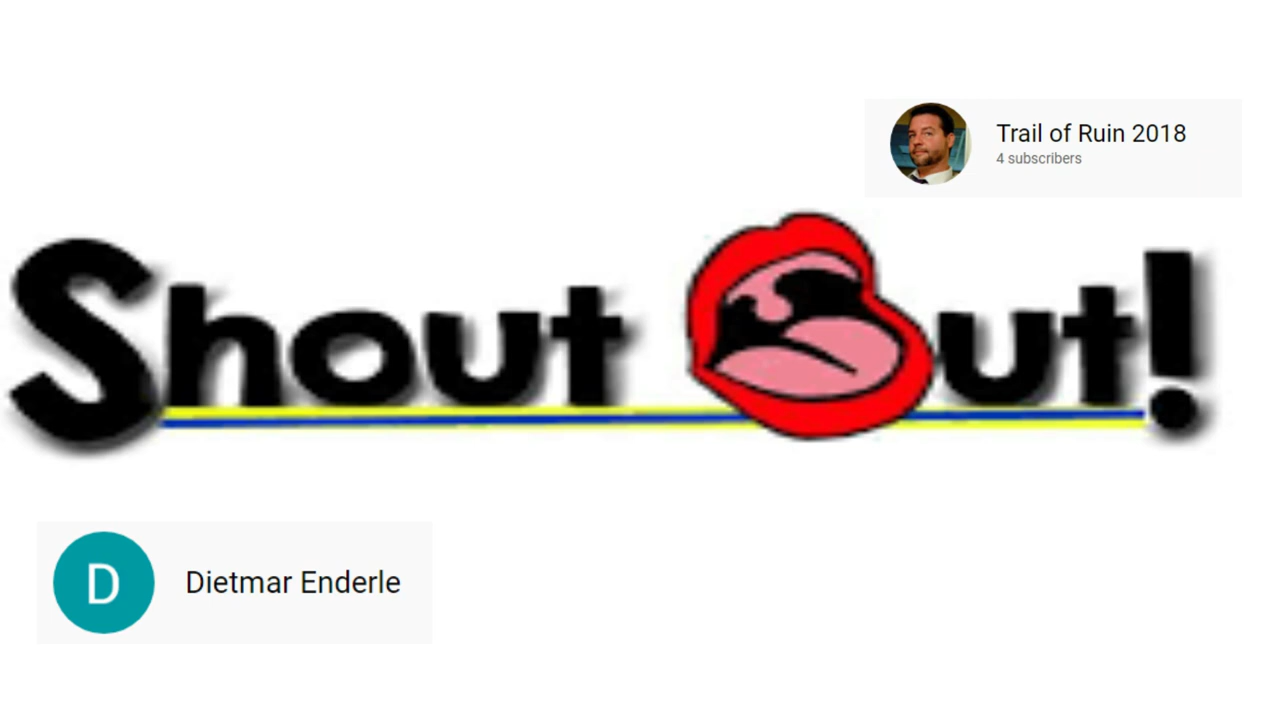 Trail of Ruin 2018
4 subscribers
Shout Out!
D
Dietmar Enderle